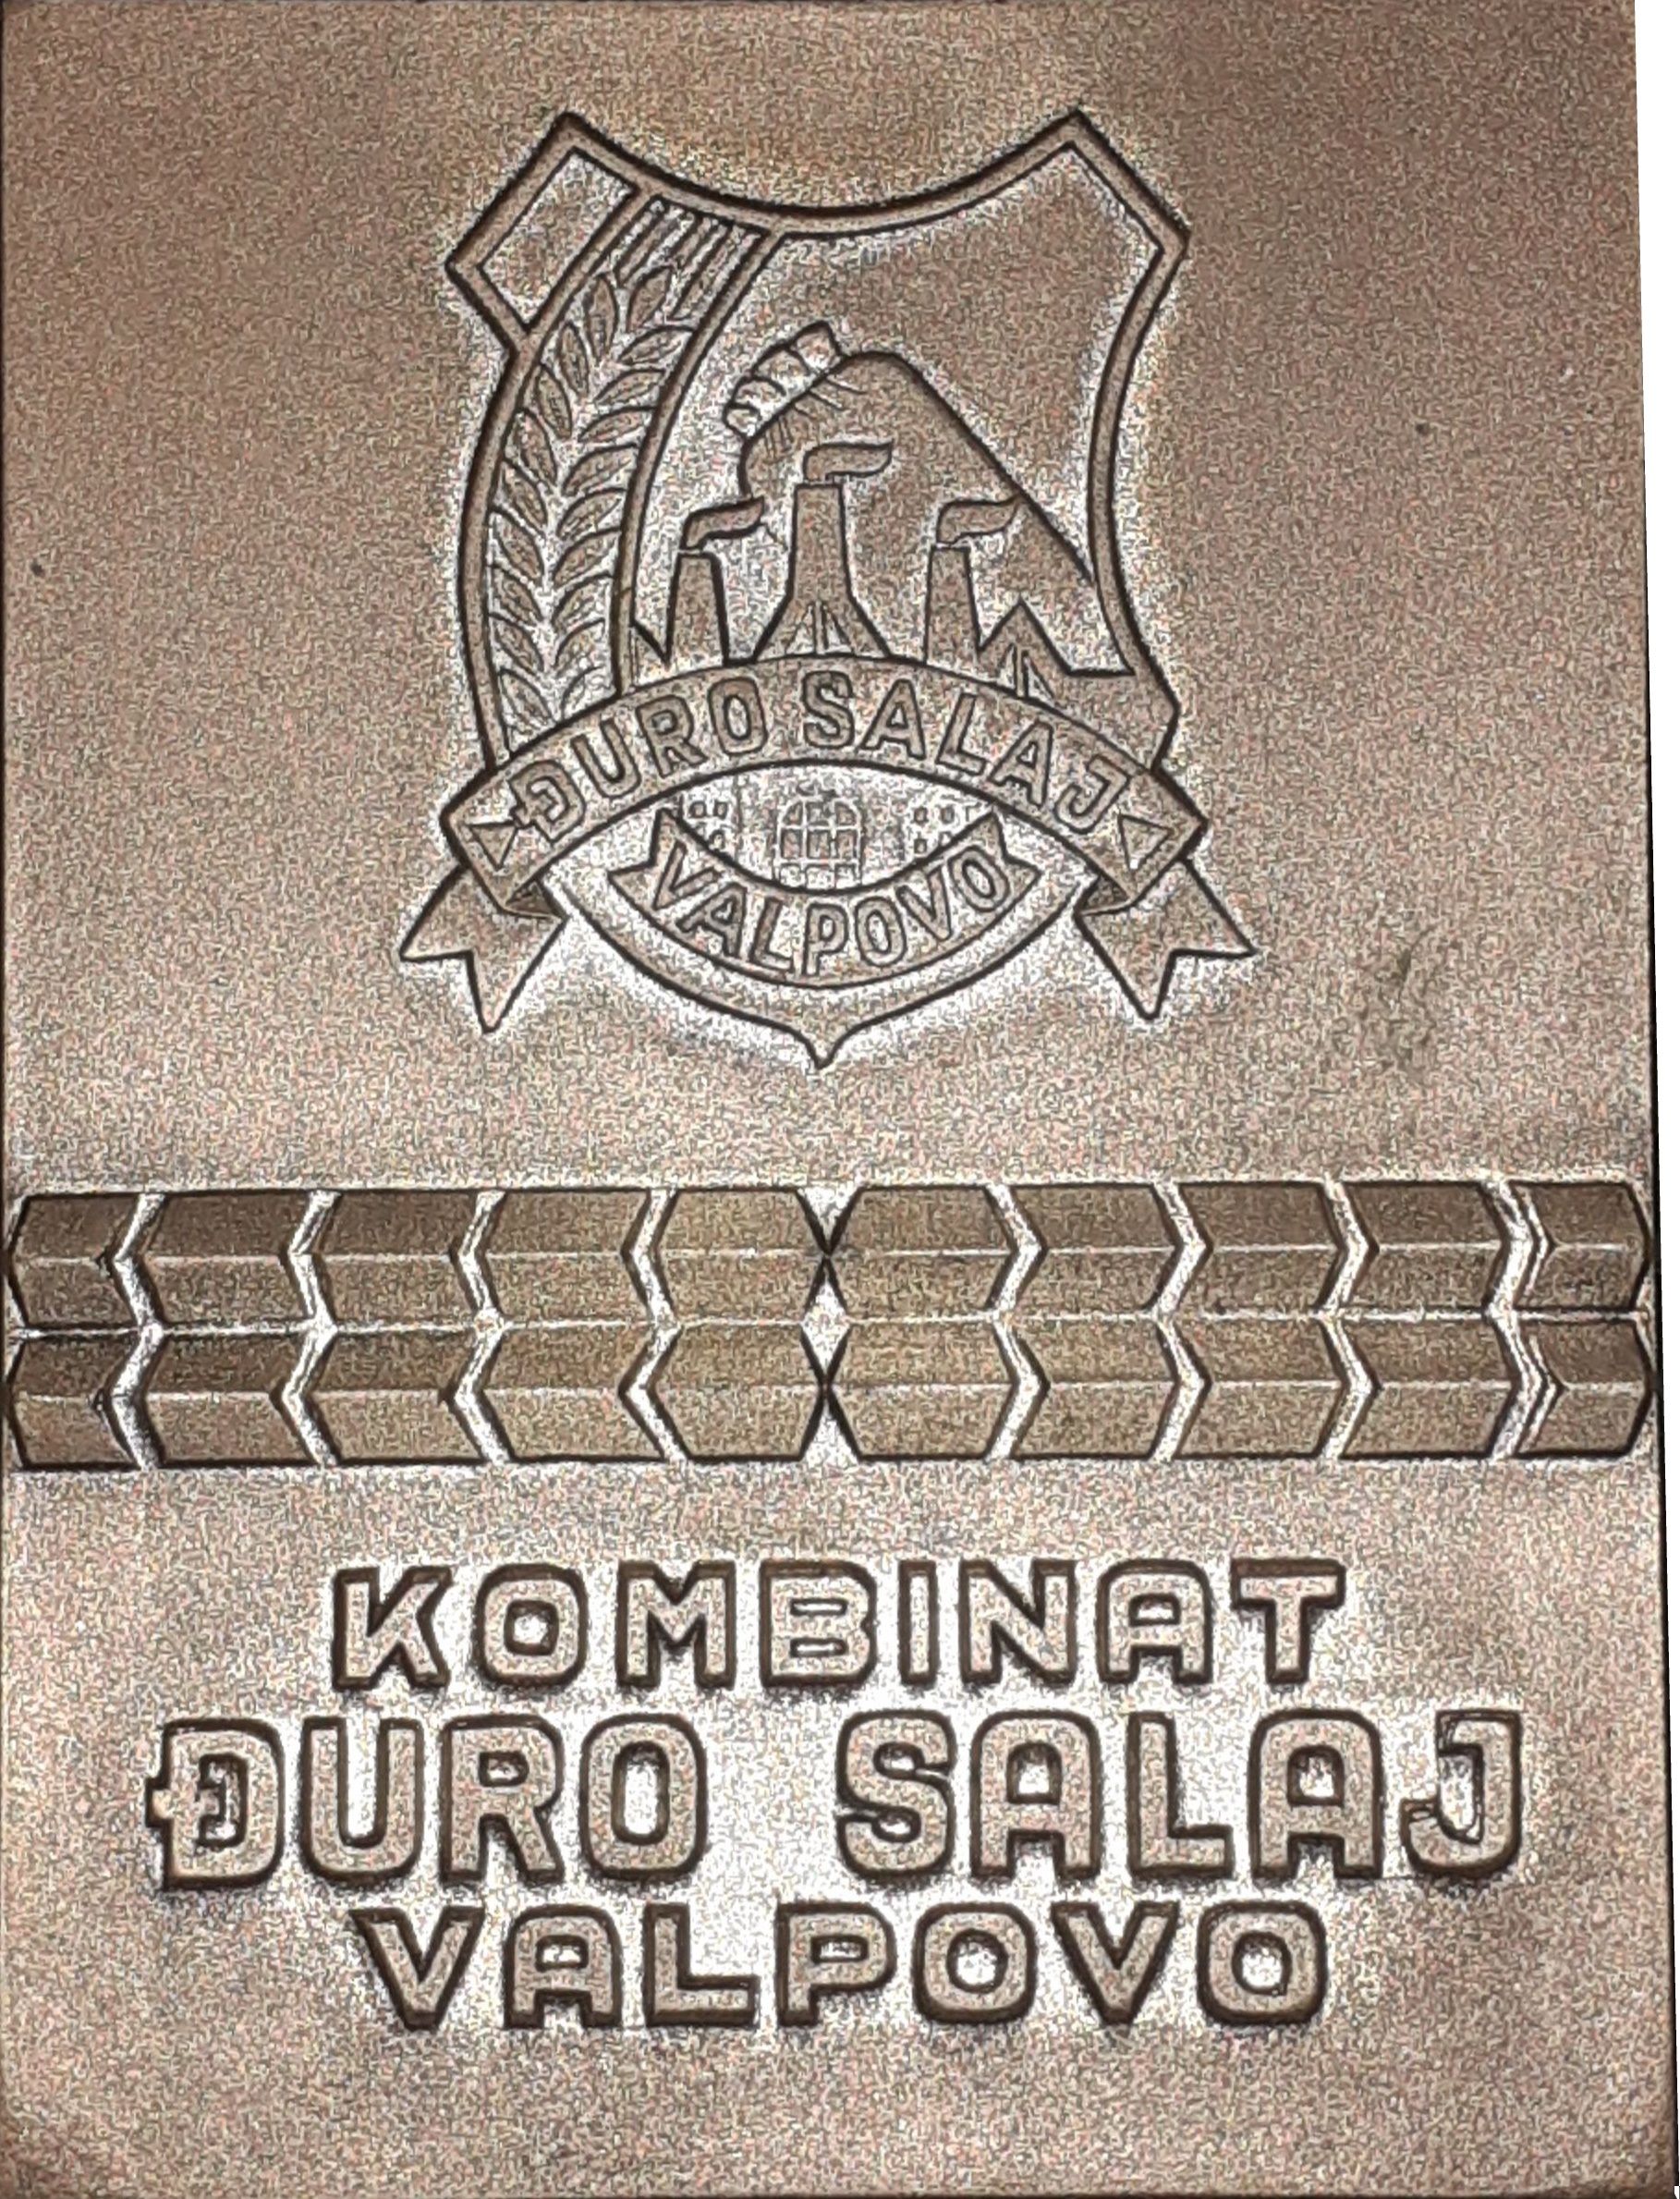 ĐURO SALAJ
VALPOVO
KOMBINAT
ĐURO SALAJ
VALPOVO